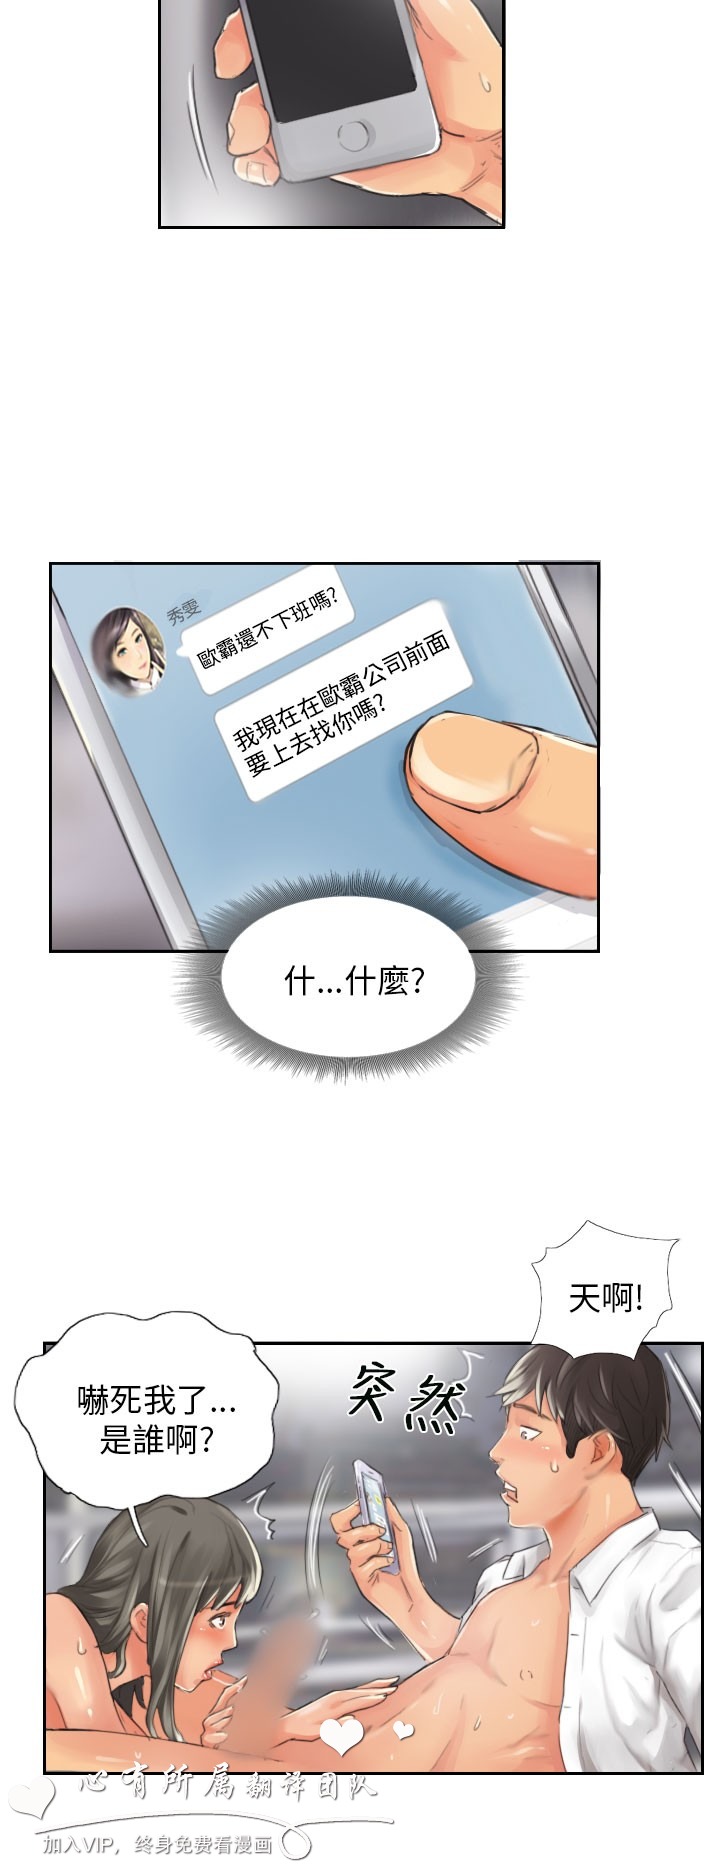 秀雯
歐霸還不下班嗎?
我現在在歐霸公司前面
要上去找你嗎?
什...什麼?
天啊!
突然
嚇死我了...
是誰啊?
心有所属翻译团队
加入VIP，终身免费看漫画